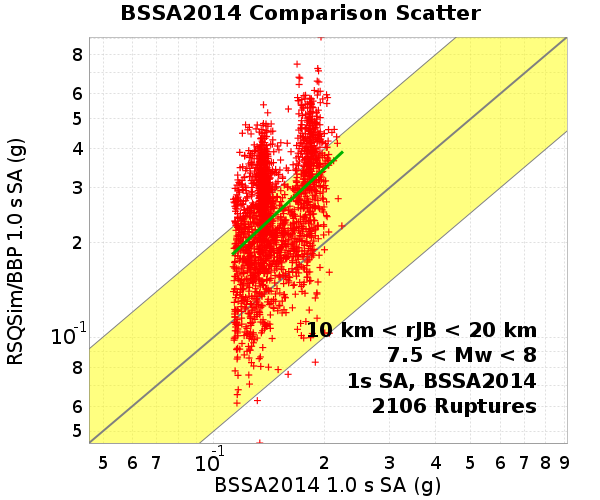 BSSA2014 Comparison Scatter
RSQSim/BBP 1.0 s SA (g)
8
6
5
4
3
2
10⁻¹
8
6
5
10 km < rJB < 20 km
7.5 < Mw < 8
1s SA, BSSA2014
2106 Ruptures
5 6 7 10⁻¹ 2 3 4 5 6 7 8 9
BSSA2014 1.0 s SA (g)